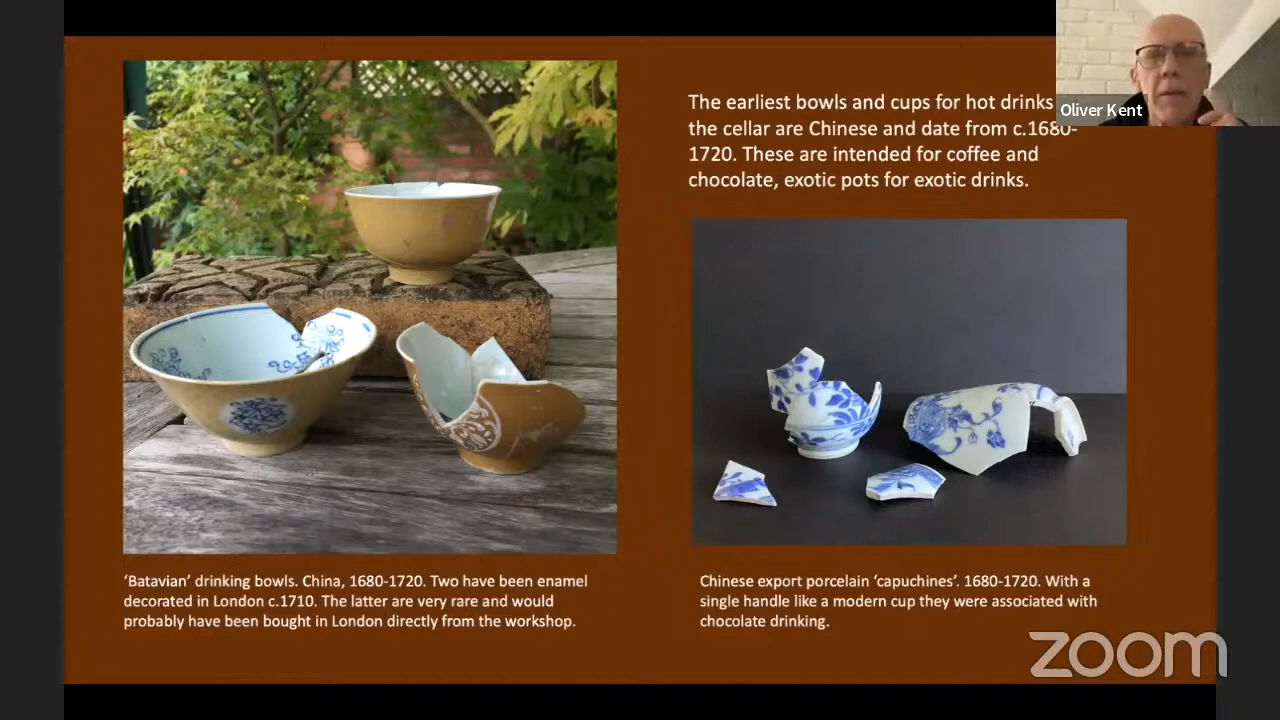 The earliest bowls and cups for hot drinks
the cellar are Chinese and date from c.1680-
1720. These are intended for coffee and
chocolate, exotic pots for exotic drinks.
Oliver Kent
‘Batavian’ drinking bowls. China, 1680-1720. Two have been enamel
decorated in London c.1710. The latter are very rare and would
probably have been bought in London directly from the workshop.
Chinese export porcelain ‘capuchines’. 1680-1720. With a
single handle like a modern cup they were associated with
chocolate drinking.
zoom